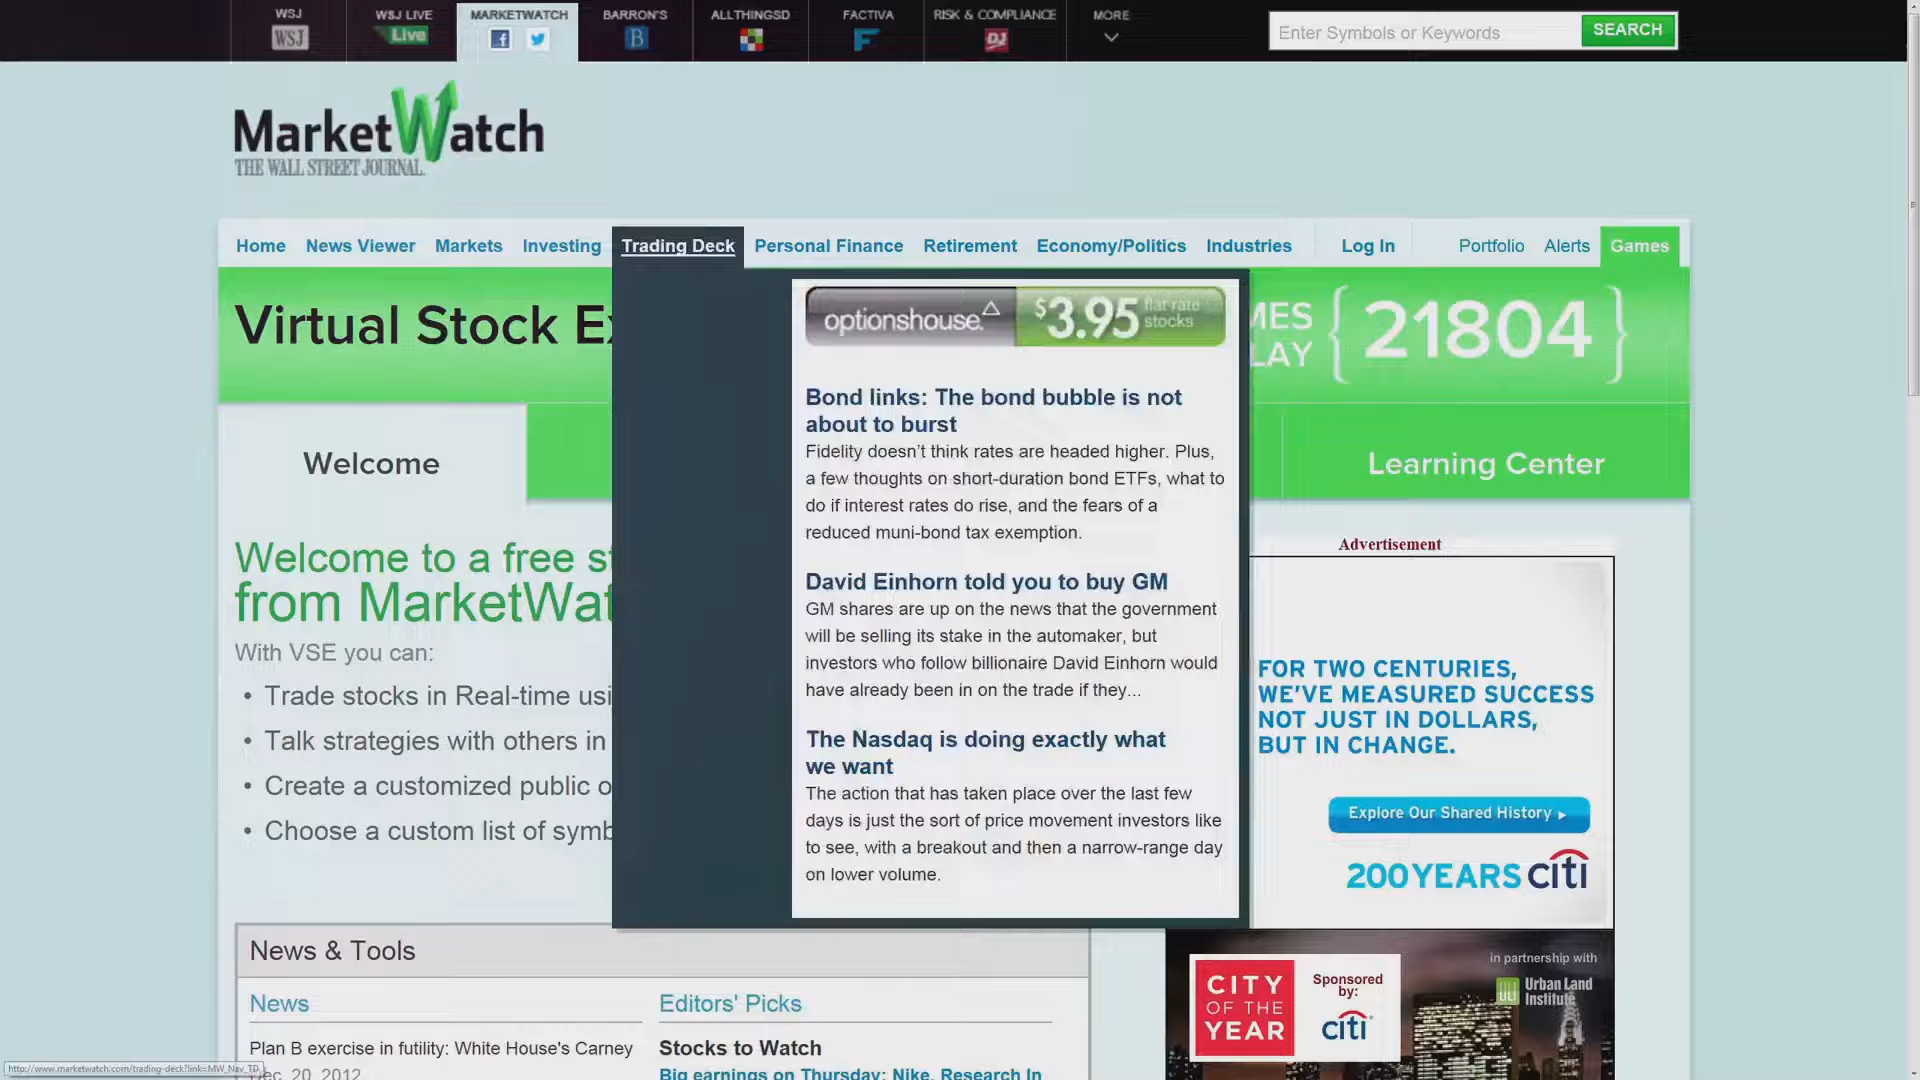 WSJ
WSJ
WSJ LIVE
Live
MARKETWATCH
BARRON'S
B
ALLTHINGSD
FACTIVA
RISK & COMPLIANCE
DJ
MORE
Enter Symbols or Keywords
SEARCH
MarketWatch
THE WALL STREET JOURNAL.
Home
News Viewer
Markets
Investing
Trading Deck
Personal Finance
Retirement
Economy/Politics
Industries
Log In
Portfolio
Alerts
Games
Virtual Stock Ex
optionshouse.
$3.95 flat rate
stocks
MES
LAY
{21804}
Welcome
Learning Center
Bond links: The bond bubble is not
about to burst
Fidelity doesn't think rates are headed higher. Plus,
a few thoughts on short-duration bond ETFs, what to
do if interest rates do rise, and the fears of a
reduced muni-bond tax exemption.
David Einhorn told you to buy GM
GM shares are up on the news that the government
will be selling its stake in the automaker, but
investors who follow billionaire David Einhorn would
have already been in on the trade if they...
The Nasdaq is doing exactly what
we want
The action that has taken place over the last few
days is just the sort of price movement investors like
to see, with a breakout and then a narrow-range day
on lower volume.
Welcome to a free st
from MarketWat
With VSE you can:
• Trade stocks in Real-time usi
• Talk strategies with others in
• Create a customized public o
• Choose a custom list of symb
Advertisement
FOR TWO CENTURIES,
WE'VE MEASURED SUCCESS
NOT JUST IN DOLLARS,
BUT IN CHANGE.
Explore Our Shared History ▸
200 YEARS citi
CITY
OF THE
YEAR
Sponsored
by:
citi
in partnership with
ULI
Urban Land
Institute
News & Tools
News
Plan B exercise in futility: White House's Carney
Dec. 20, 2012
Editors' Picks
Stocks to Watch
Big earnings on Thursday: Nike, Research In
http://www.marketwatch.com/trading-deck?link=MW_Nav_TD